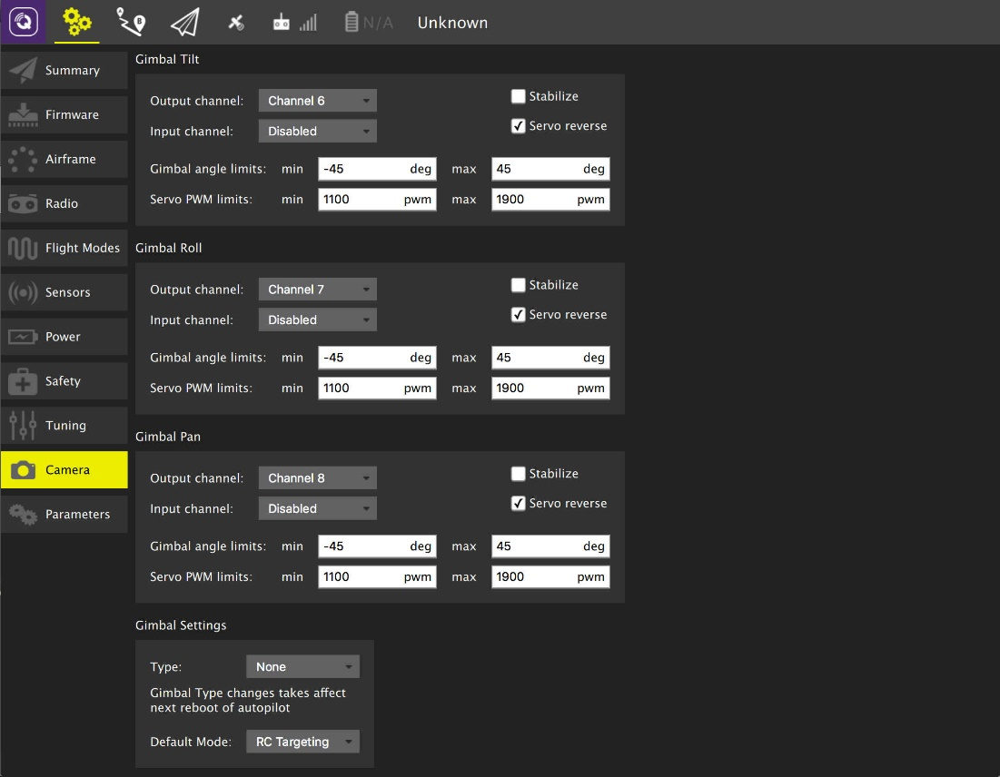 N/A Unknown
Summary
Firmware
Airframe
Radio
Flight Modes
Sensors
Power
Safety
Tuning
Camera
Parameters
Gimbal Tilt
Output channel: Channel 6 Stabilize
Input channel: Disabled Servo reverse
Gimbal angle limits: min -45 deg max 45 deg
Servo PWM limits: min 1100 pwm max 1900 pwm
Gimbal Roll
Output channel: Channel 7 Stabilize
Input channel: Disabled Servo reverse
Gimbal angle limits: min -45 deg max 45 deg
Servo PWM limits: min 1100 pwm max 1900 pwm
Gimbal Pan
Output channel: Channel 8 Stabilize
Input channel: Disabled Servo reverse
Gimbal angle limits: min -45 deg max 45 deg
Servo PWM limits: min 1100 pwm max 1900 pwm
Gimbal Settings
Type: None
Gimbal Type changes takes affect
next reboot of autopilot
Default Mode: RC Targeting